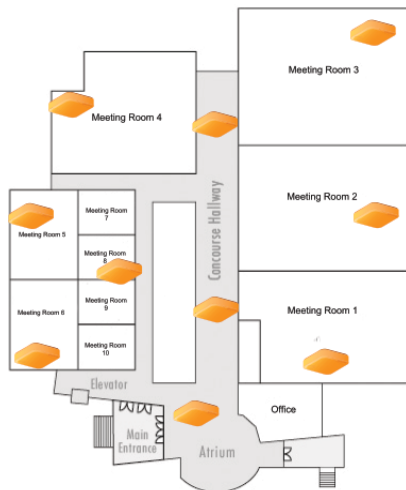 Meeting Room 3
Meeting Room 4
Meeting Room 2
Concourse Hallway
Meeting Room
7
Meeting Room 5
Meeting Room
8
Meeting Room 6
Meeting Room
9
Meeting Room 1
Meeting Room
10
Elevator
Office
Main
Entrance
Atrium